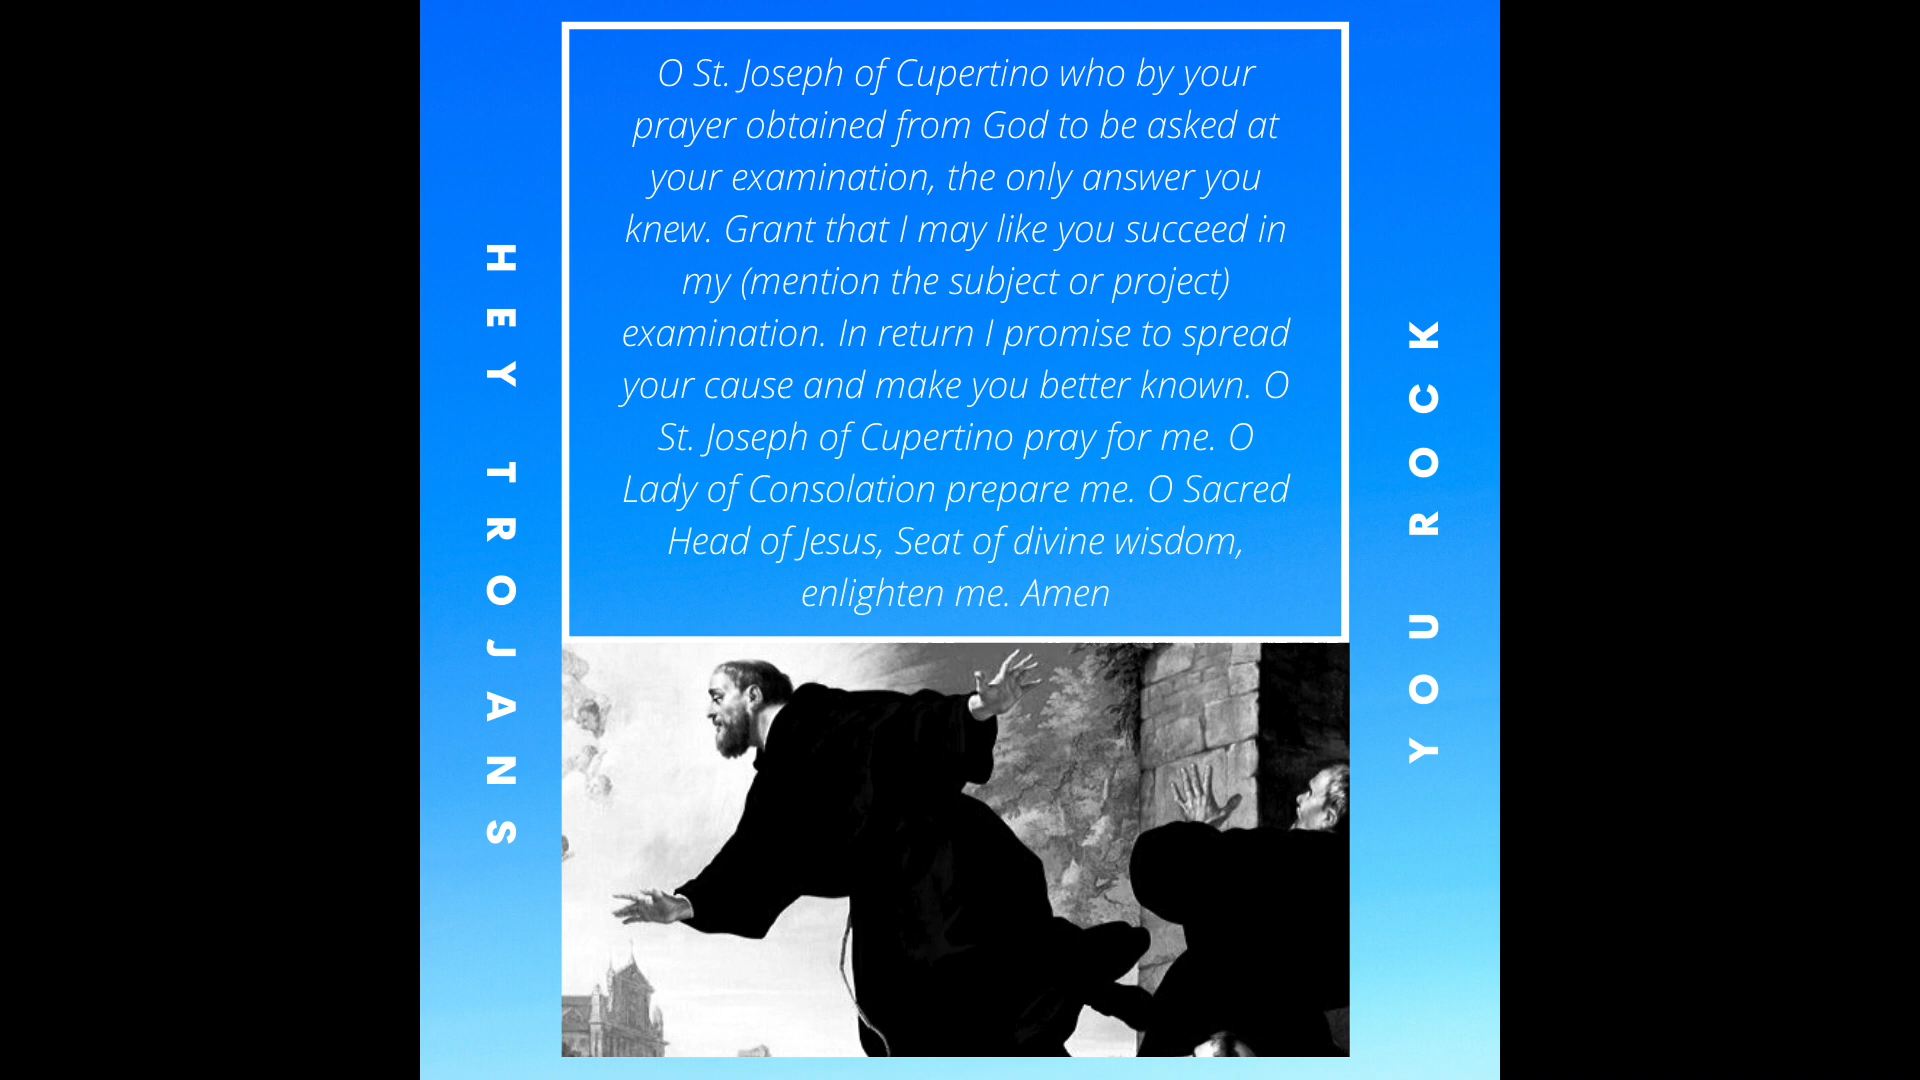 O St. Joseph of Cupertino who by your
prayer obtained from God to be asked at
your examination, the only answer you
knew. Grant that I may like you succeed in
my (mention the subject or project)
examination. In return I promise to spread
your cause and make you better known. O
St. Joseph of Cupertino pray for me. O
Lady of Consolation prepare me. O Sacred
Head of Jesus, Seat of divine wisdom,
enlighten me. Amen
HEY TROJANS
YOU ROCK